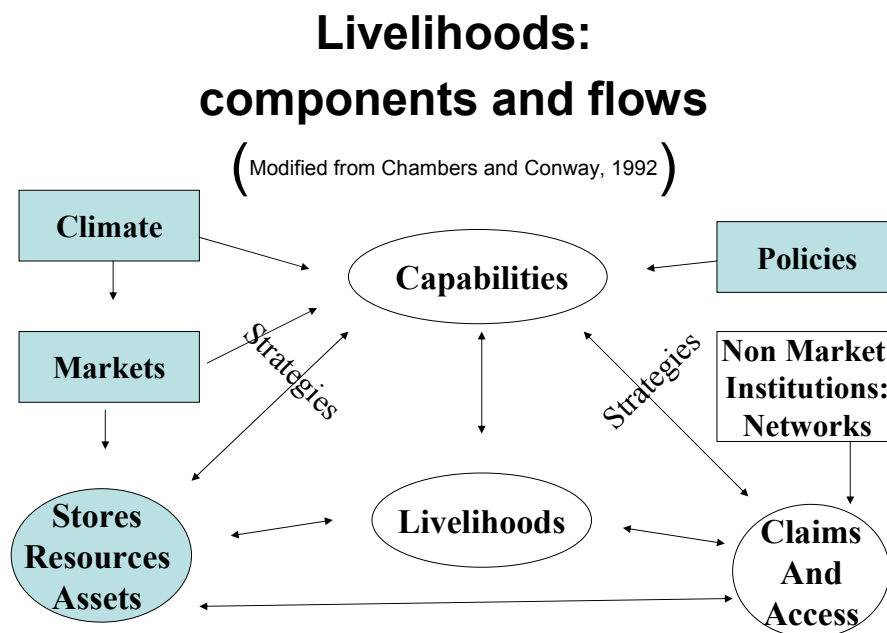 Livelihoods:
components and flows
(Modified from Chambers and Conway, 1992)
Climate
Capabilities
Policies
Markets
Strategies
Strategies
Non Market
Institutions:
Networks
Stores
Resources
Assets
Livelihoods
Claims
And
Access